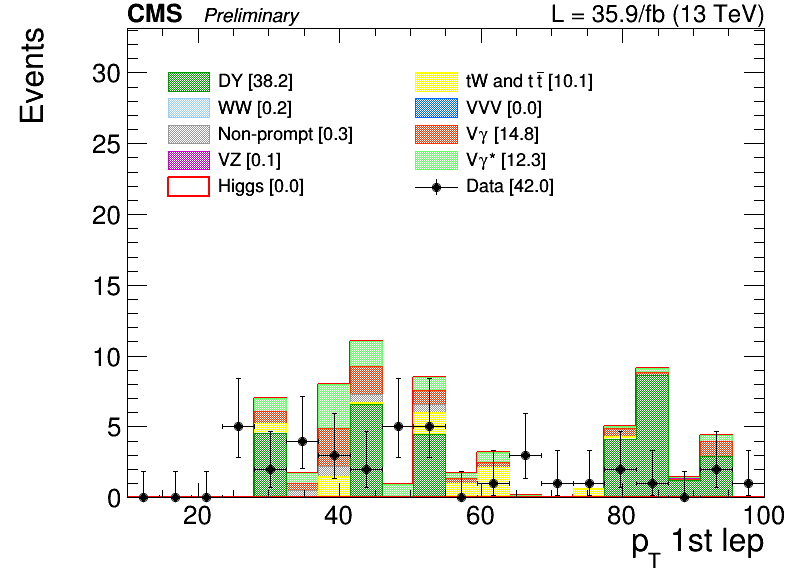 CMS Preliminary L = 35.9/fb (13 TeV)
Events
DY [38.2]
WW [0.2]
Non-prompt [0.3]
VZ [0.1]
Higgs [0.0]
tW and tt̄ [10.1]
VVV [0.0]
Vγ [14.8]
Vγ* [12.3]
Data [42.0]
30
25
20
15
10
5
0
20 40 60 80 100
p_T 1st lep